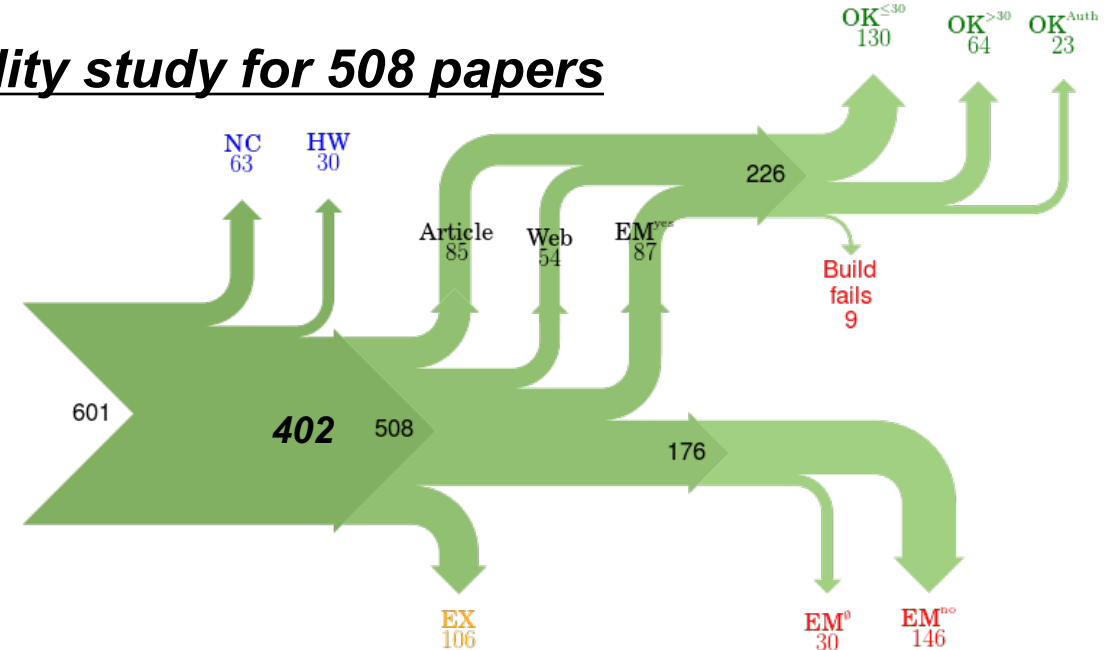 lity study for 508 papers
OK≤30
130
OK>30
64
OKAuth
23
NC
63
HW
30
226
Article
85
Web
54
EMyes
87
Build
fails
9
601
402
508
176
EX
106
EMø
30
EMno
146